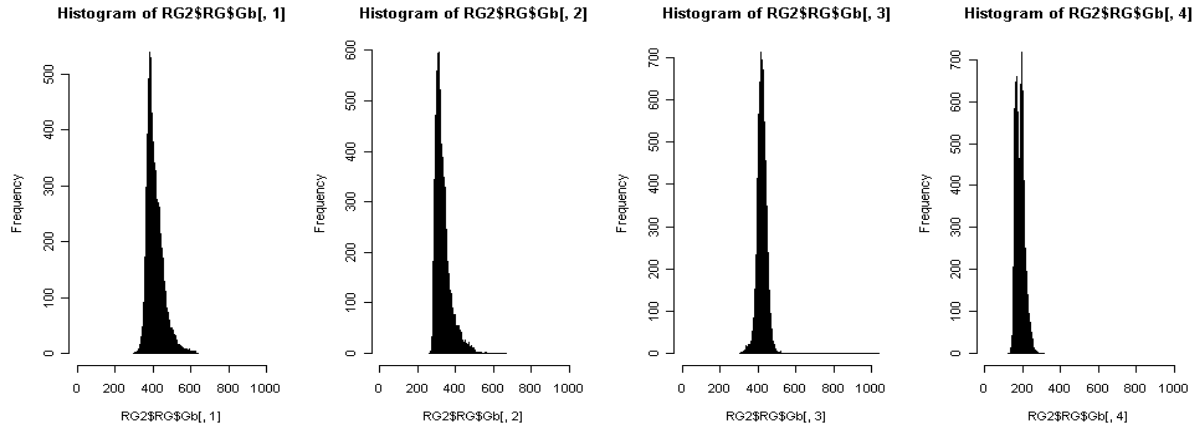 Histogram of RG2$RG$Gb[, 1]
Frequency
0
100
200
300
400
500
0 200 400 600 800 1000
RG2$RG$Gb[, 1]
Histogram of RG2$RG$Gb[, 2]
Frequency
0
100
200
300
400
500
600
0 200 400 600 800 1000
RG2$RG$Gb[, 2]
Histogram of RG2$RG$Gb[, 3]
Frequency
0
100
200
300
400
500
600
700
0 200 400 600 800 1000
RG2$RG$Gb[, 3]
Histogram of RG2$RG$Gb[, 4]
Frequency
0
100
200
300
400
500
600
700
0 200 400 600 800 1000
RG2$RG$Gb[, 4]